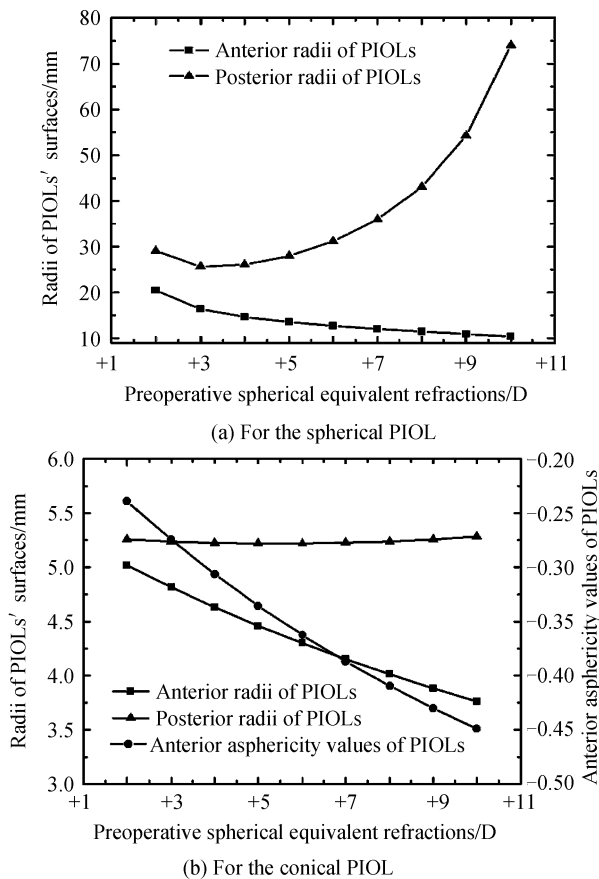 80
70
60
50
40
30
20
10
Radii of PIOLs′ surfaces/mm
Anterior radii of PIOLs
Posterior radii of PIOLs
+1 +3 +5 +7 +9 +11
Preoperative spherical equivalent refractions/D
(a) For the spherical PIOL
6.0
5.5
5.0
4.5
4.0
3.5
3.0
Radii of PIOLs′ surfaces/mm
Anterior radii of PIOLs
Posterior radii of PIOLs
Anterior asphericity values of PIOLs
−0.20
−0.25
−0.30
−0.35
−0.40
−0.45
−0.50
Anterior asphericity values of PIOLs
+1 +3 +5 +7 +9 +11
Preoperative spherical equivalent refractions/D
(b) For the conical PIOL